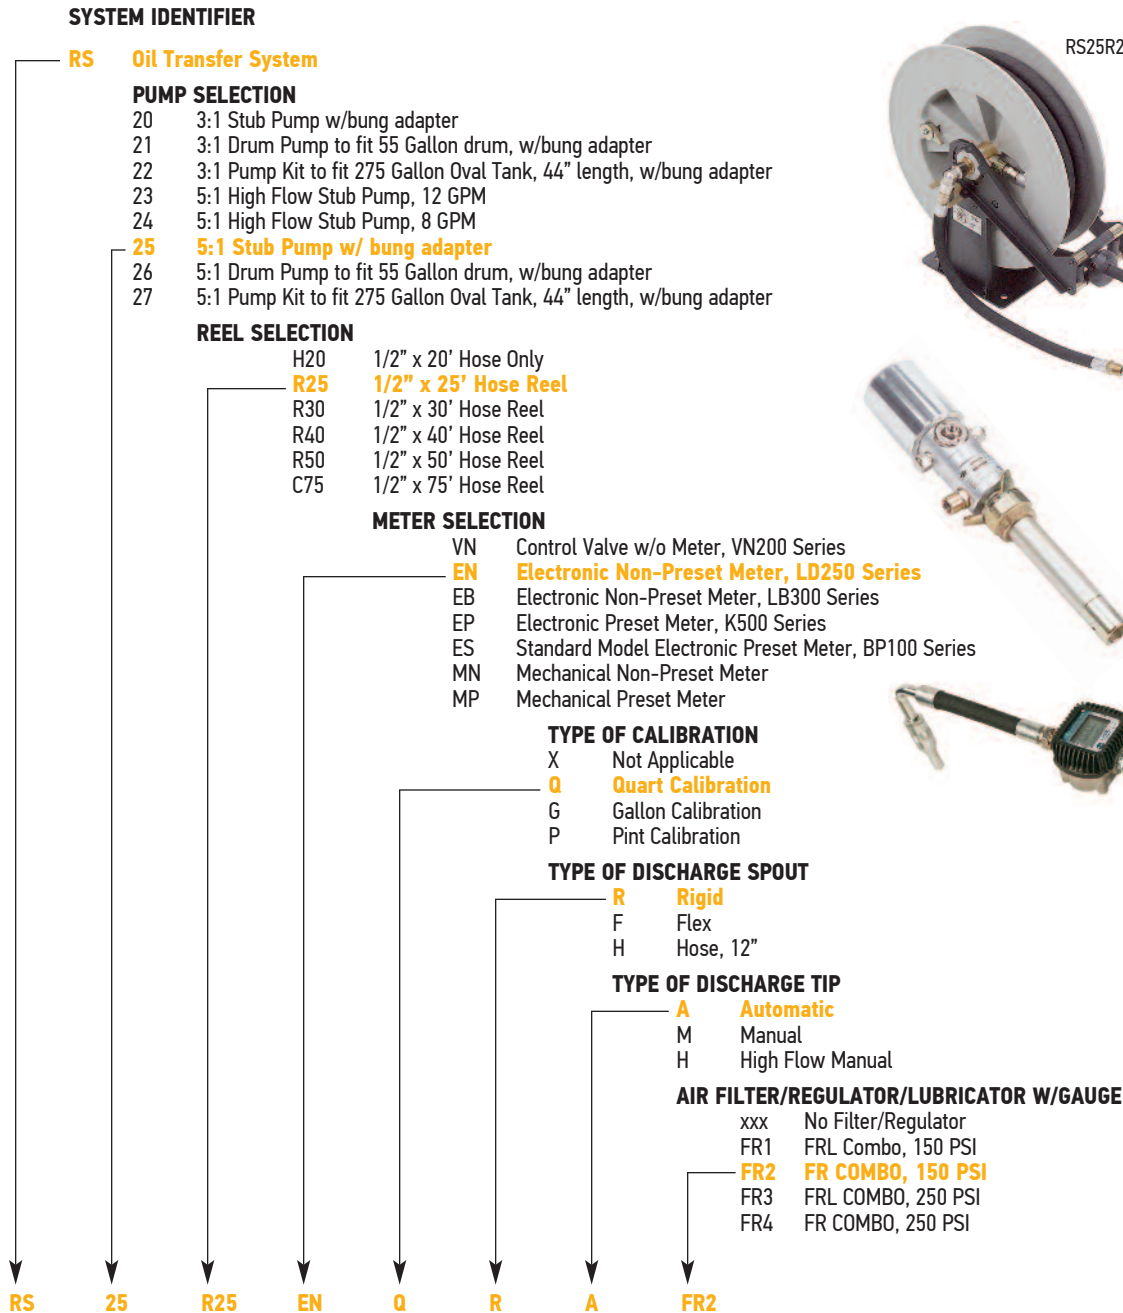 SYSTEM IDENTIFIER
RS Oil Transfer System
RS25R2
PUMP SELECTION
20 3:1 Stub Pump w/bung adapter
21 3:1 Drum Pump to fit 55 Gallon drum, w/bung adapter
22 3:1 Pump Kit to fit 275 Gallon Oval Tank, 44” length, w/bung adapter
23 5:1 High Flow Stub Pump, 12 GPM
24 5:1 High Flow Stub Pump, 8 GPM
25 5:1 Stub Pump w/ bung adapter
26 5:1 Drum Pump to fit 55 Gallon drum, w/bung adapter
27 5:1 Pump Kit to fit 275 Gallon Oval Tank, 44” length, w/bung adapter
REEL SELECTION
H20 1/2” x 20’ Hose Only
R25 1/2” x 25’ Hose Reel
R30 1/2” x 30’ Hose Reel
R40 1/2” x 40’ Hose Reel
R50 1/2” x 50’ Hose Reel
C75 1/2” x 75’ Hose Reel
METER SELECTION
VN Control Valve w/o Meter, VN200 Series
EN Electronic Non-Preset Meter, LD250 Series
EB Electronic Non-Preset Meter, LB300 Series
EP Electronic Preset Meter, K500 Series
ES Standard Model Electronic Preset Meter, BP100 Series
MN Mechanical Non-Preset Meter
MP Mechanical Preset Meter
TYPE OF CALIBRATION
X Not Applicable
Q Quart Calibration
G Gallon Calibration
P Pint Calibration
TYPE OF DISCHARGE SPOUT
R Rigid
F Flex
H Hose, 12”
TYPE OF DISCHARGE TIP
A Automatic
M Manual
H High Flow Manual
AIR FILTER/REGULATOR/LUBRICATOR W/GAUGE
xxx No Filter/Regulator
FR1 FRL Combo, 150 PSI
FR2 FR COMBO, 150 PSI
FR3 FRL COMBO, 250 PSI
FR4 FR COMBO, 250 PSI
RS 25 R25 EN Q R A FR2